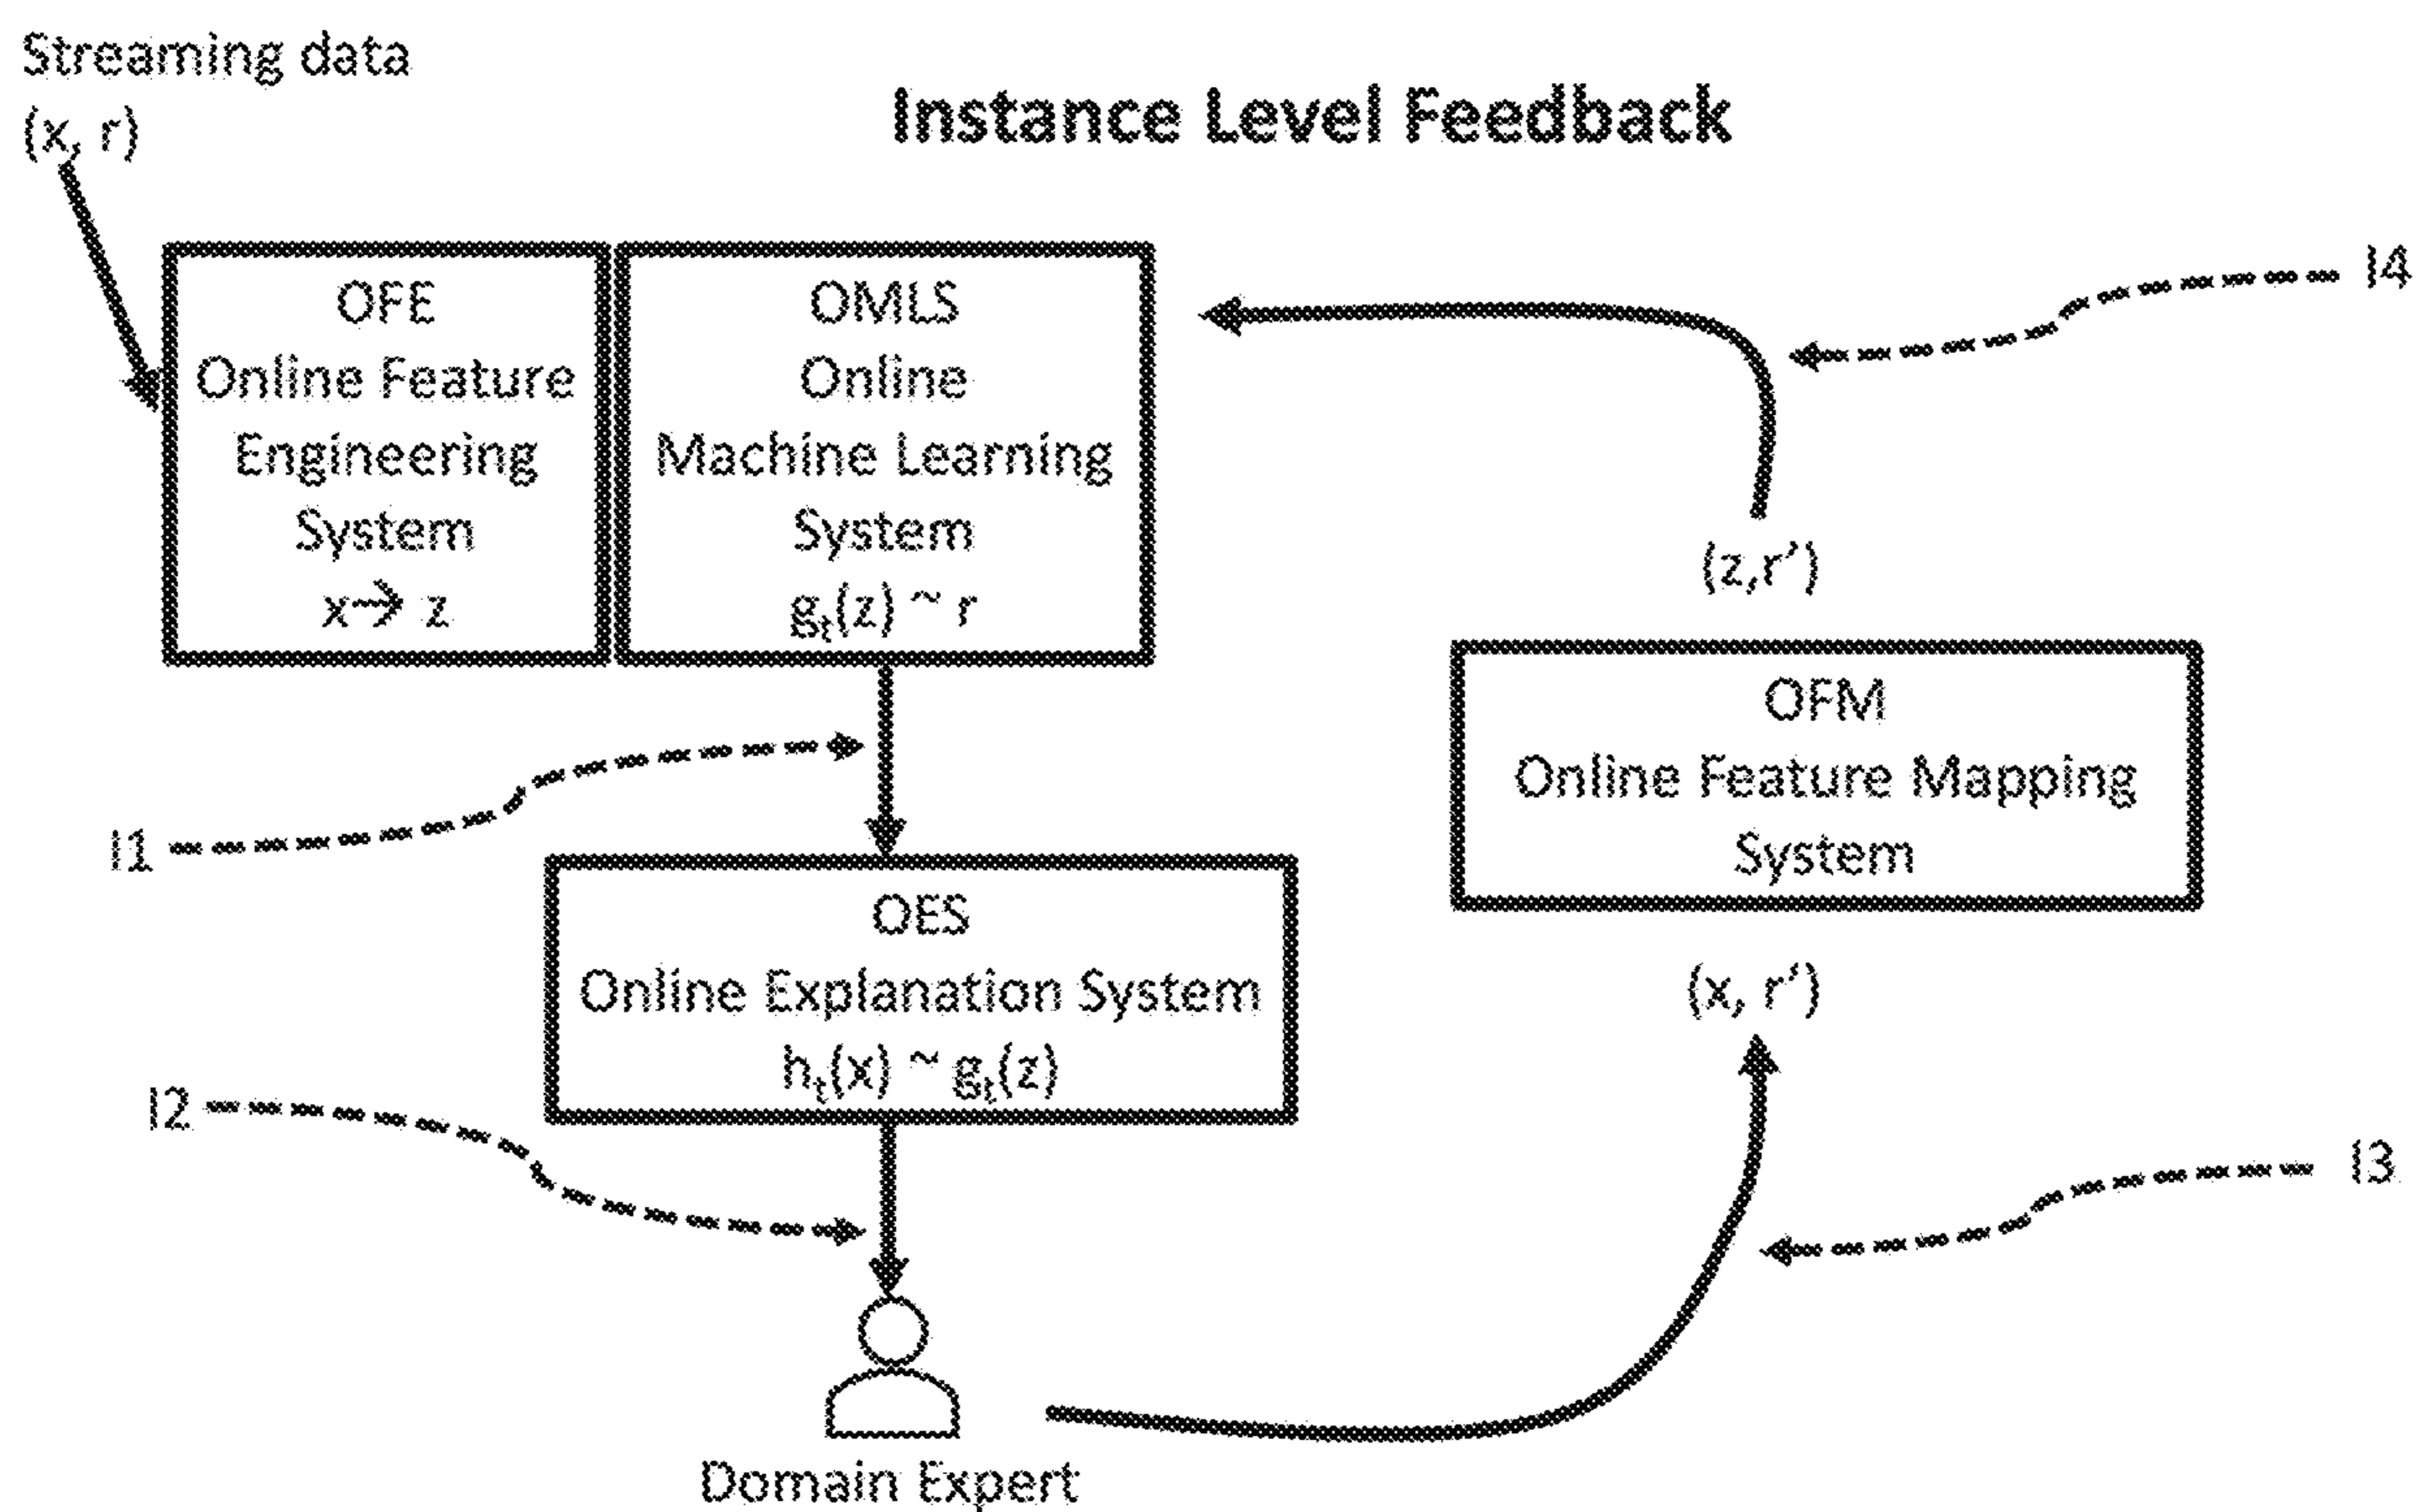 Streaming data
(x, r)
Instance Level Feedback
OFE
Online Feature
Engineering
System
x→ z
OMLS
Online
Machine Learning
System
gₜ(z) ~ r
I4
(z,r’)
OFM
Online Feature Mapping
System
I1
OES
Online Explanation System
hₜ(x) ~ gₜ(z)
(x, r‘)
I2
I3
Domain Expert